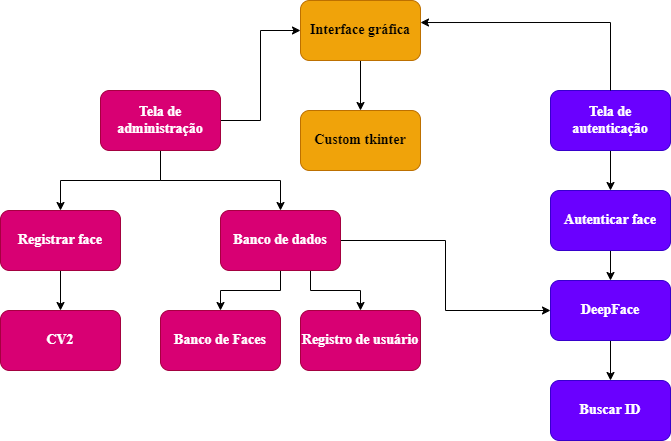 Interface gráfica
Tela de
administração
Custom tkinter
Tela de
autenticação
Registrar face
Banco de dados
Autenticar face
CV2
Banco de Faces
Registro de usuário
DeepFace
Buscar ID